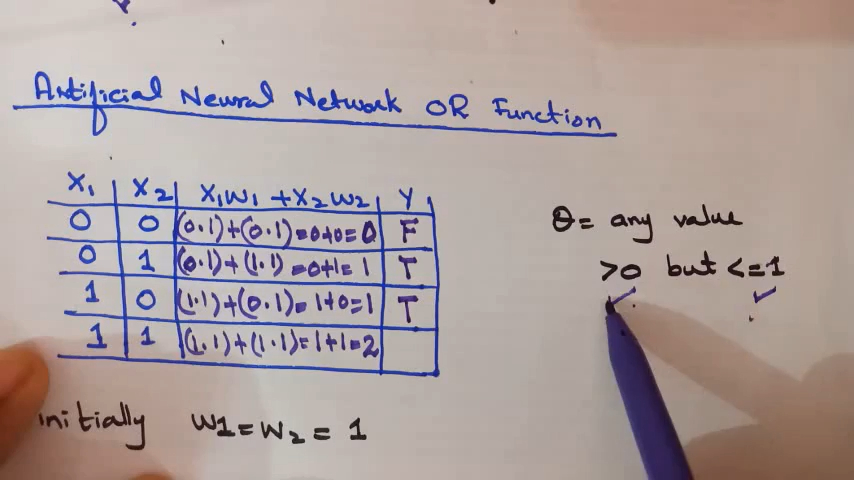 Artificial Neural Network OR Function
X1 X2 X1W1 + X2W2 Y
0 0 (0.1)+(0.1)=0+0=0 F
0 1 (0.1)+(1.1)=0+1=1 T
1 0 (1.1)+(0.1)=1+0=1 T
1 1 (1.1)+(1.1)=1+1=2
θ= any value
>0 but <=1
initially W1=W2=1